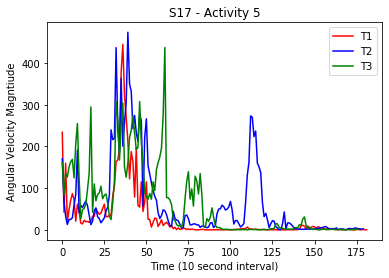 S17 - Activity 5
T1
T2
T3
Angular Velocity Magntiude
400
300
200
100
0
0 25 50 75 100 125 150 175
Time (10 second interval)